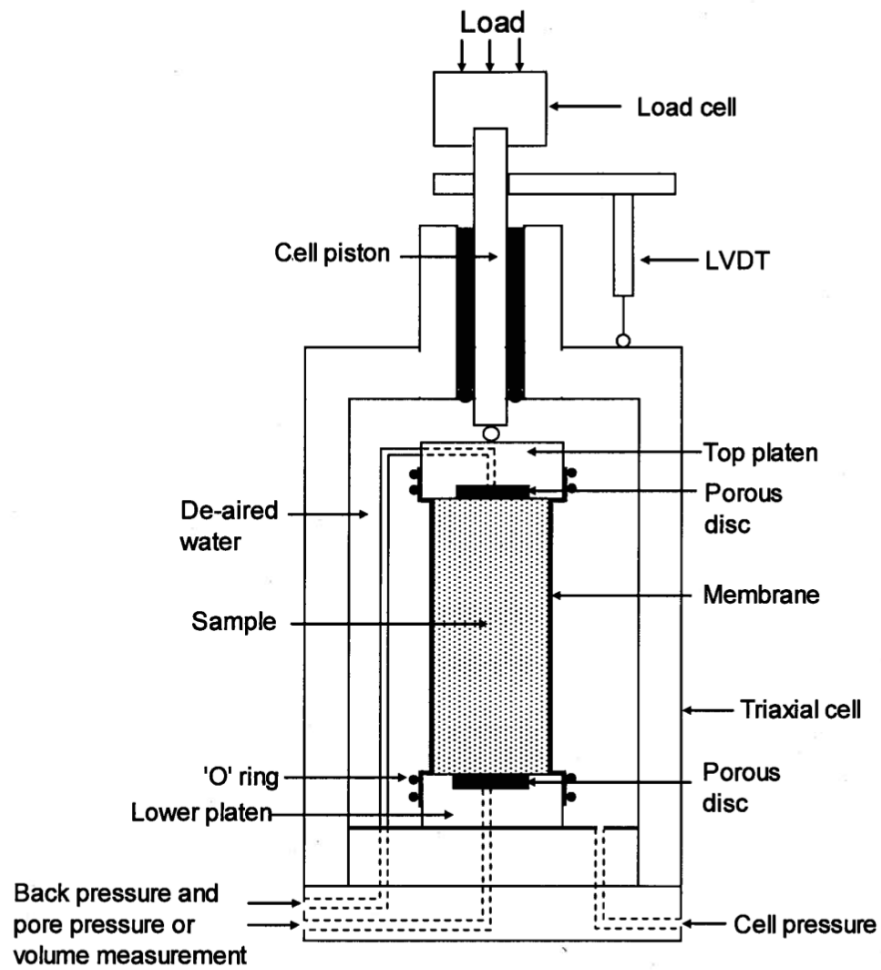 Load
Load cell
Cell piston
LVDT
Top platen
Porous
disc
De-aired
water
Membrane
Sample
Triaxial cell
'O' ring
Porous
disc
Lower platen
Back pressure and
pore pressure or
volume measurement
Cell pressure